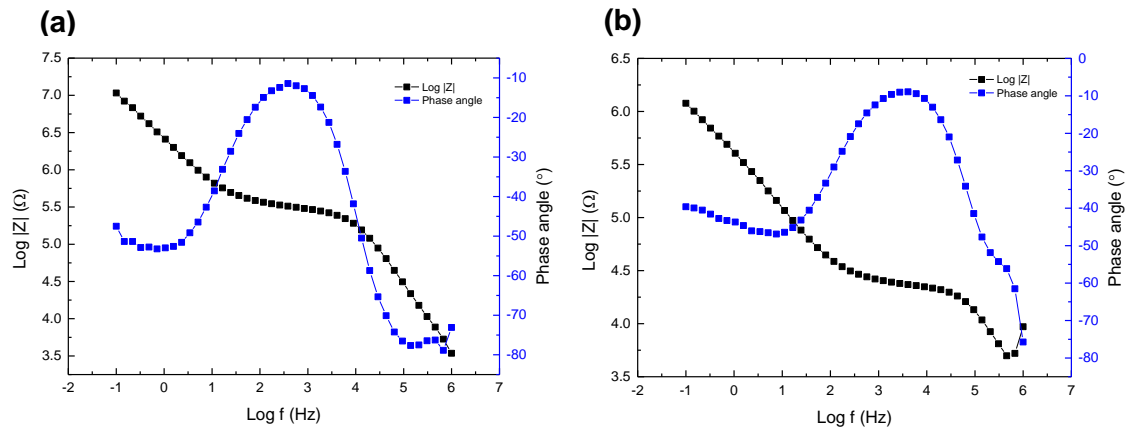 (a)
7.5
7.0
6.5
6.0
5.5
5.0
4.5
4.0
3.5
Log |Z| (Ω)
-2 -1 0 1 2 3 4 5 6 7
Log f (Hz)
-10
-20
-30
-40
-50
-60
-70
-80
Phase angle (°)
Log |Z|
Phase angle
(b)
6.5
6.0
5.5
5.0
4.5
4.0
3.5
Log |Z| (Ω)
-2 -1 0 1 2 3 4 5 6 7
Log f (Hz)
0
-10
-20
-30
-40
-50
-60
-70
-80
Phase angle (°)
Log |Z|
Phase angle